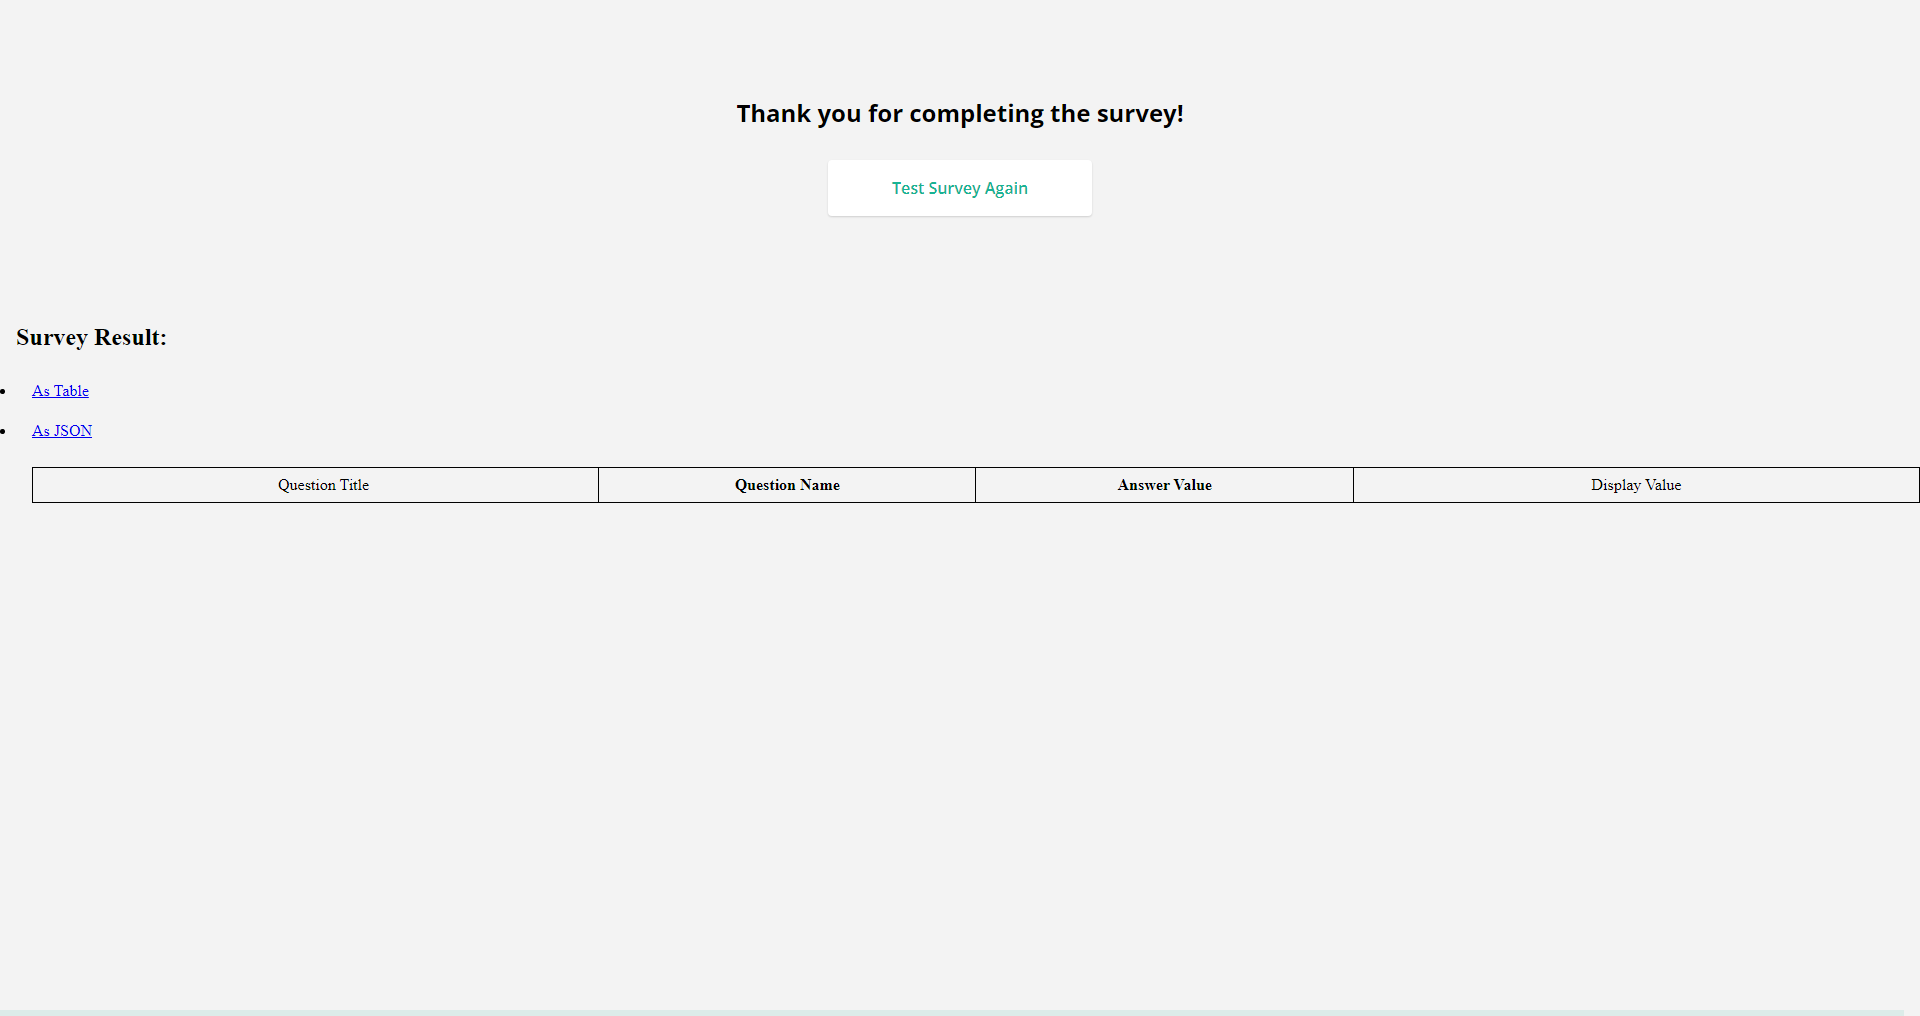 Thank you for completing the survey!
Test Survey Again
Survey Result:
As Table
As JSON
Question Title Question Name Answer Value Display Value